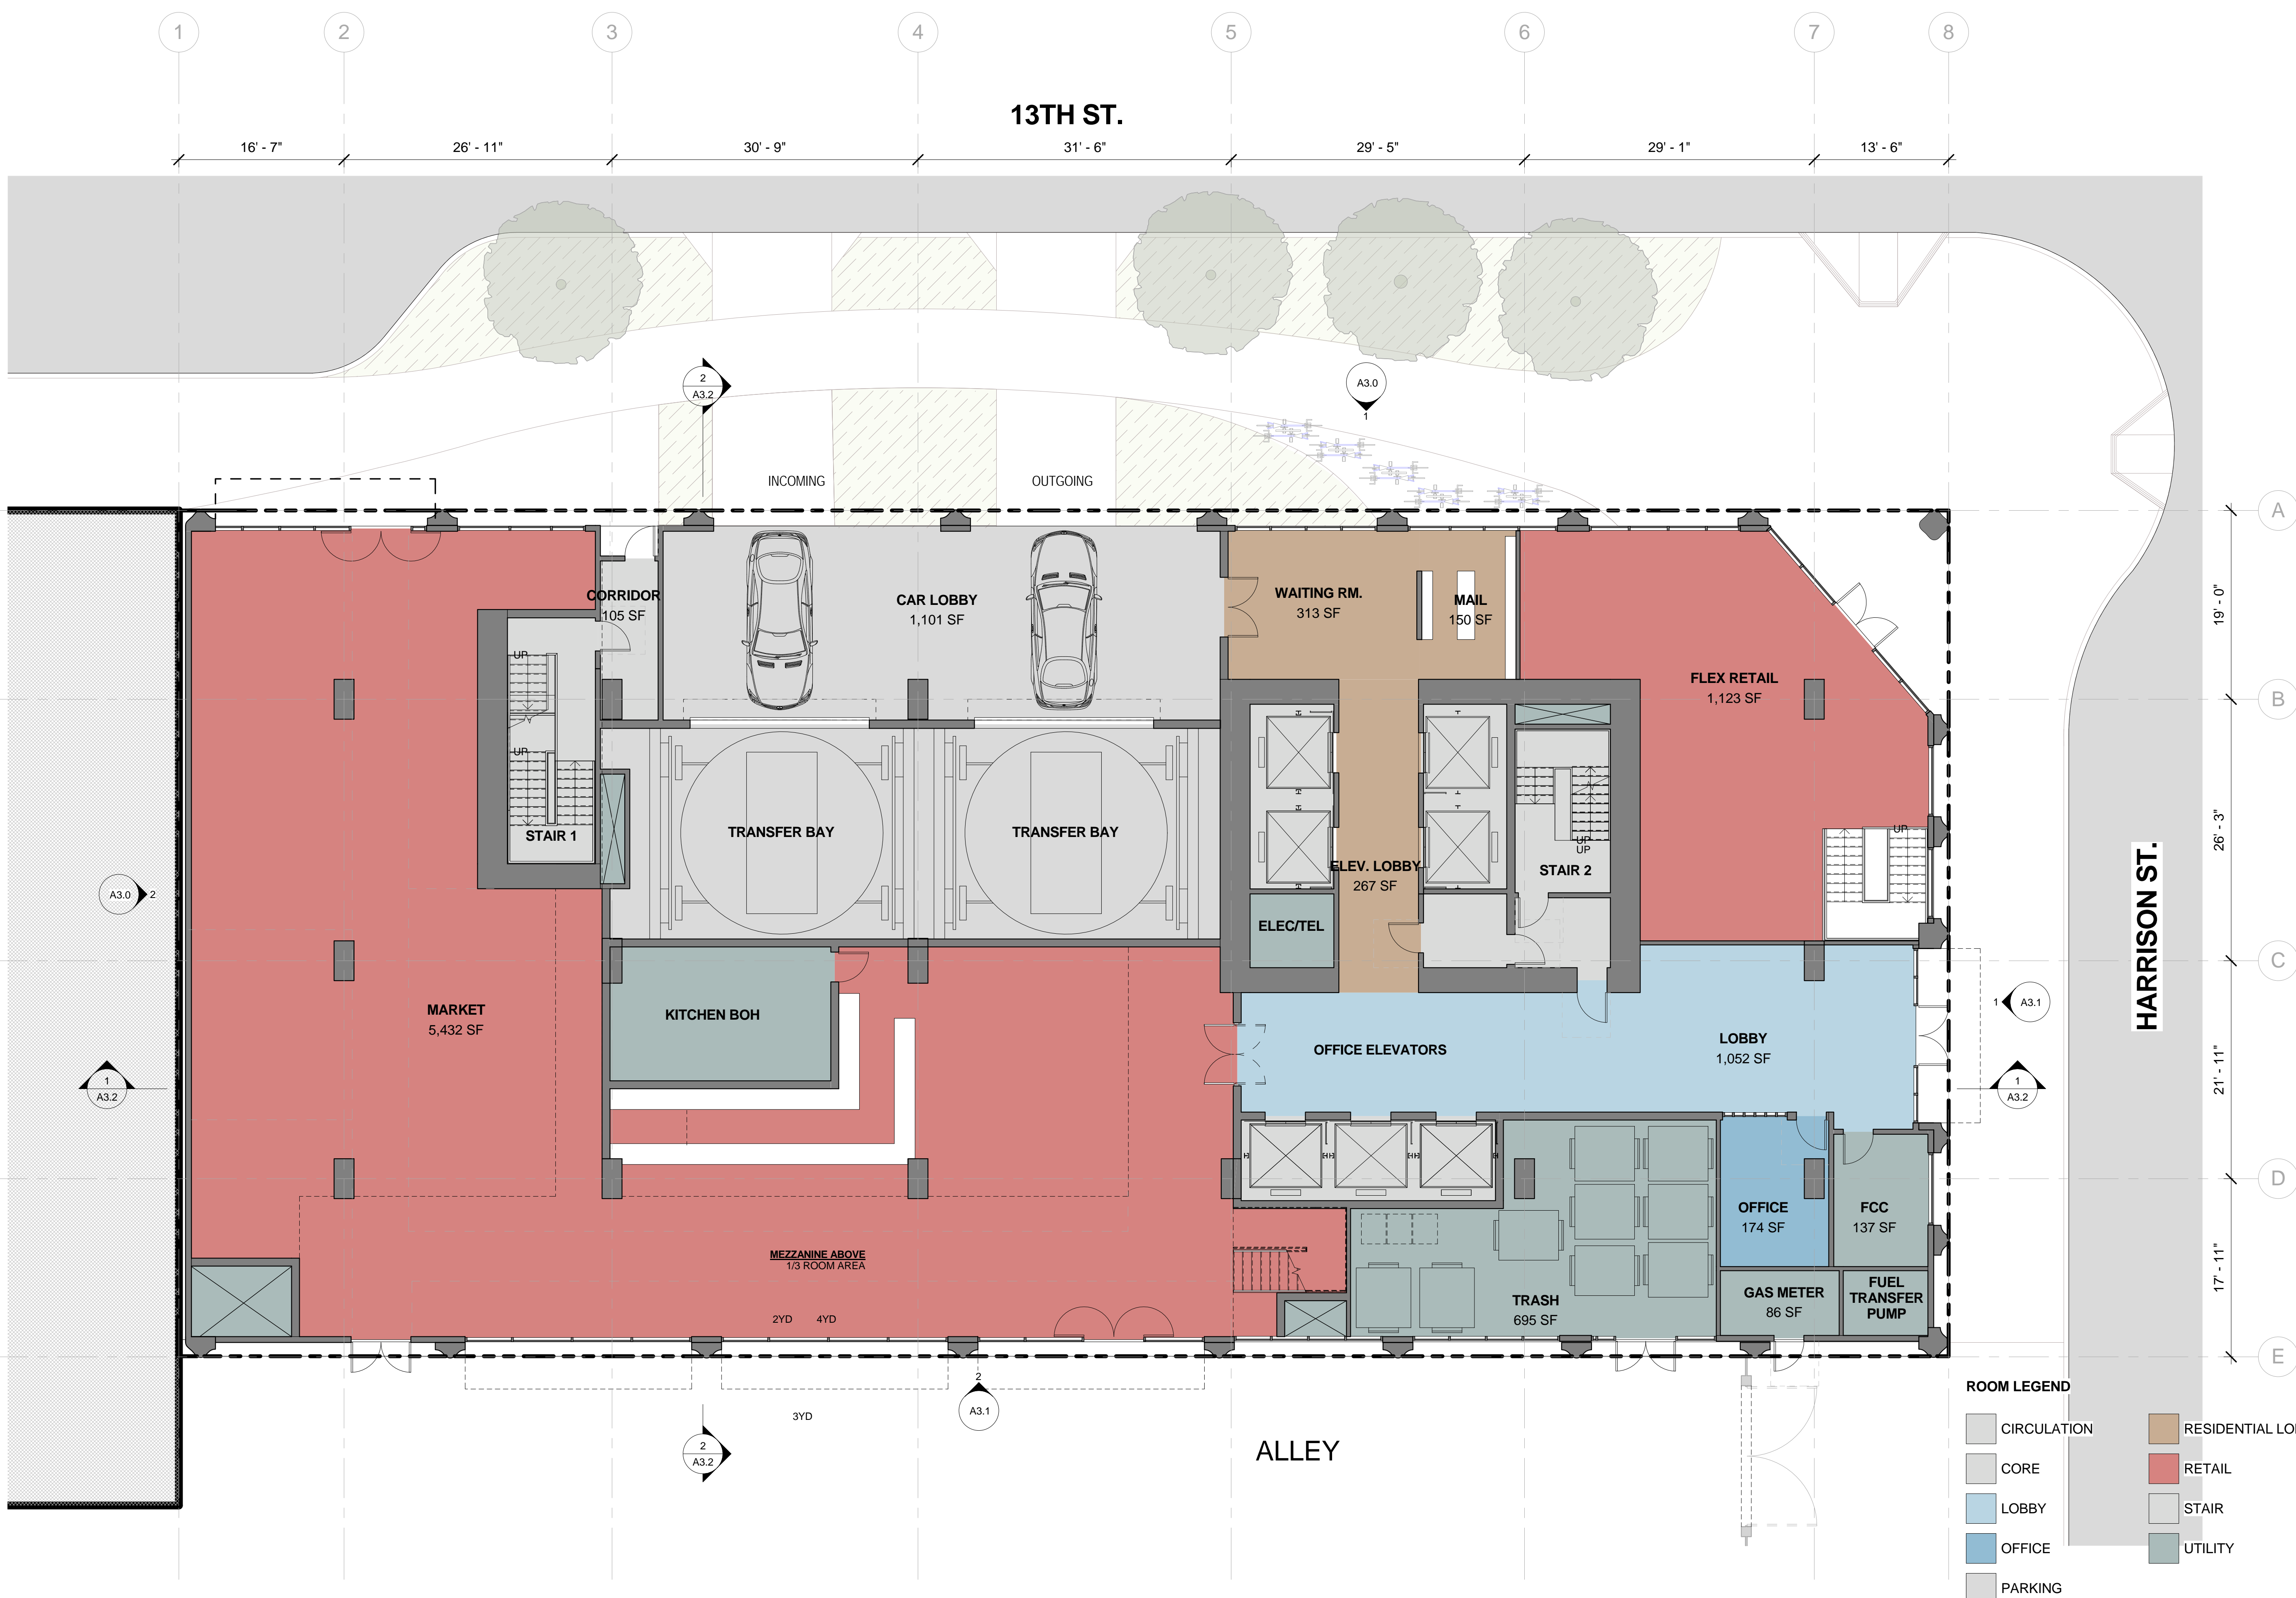 1
2
3
4
5
6
7
8
13TH ST.
16' - 7"
26' - 11"
30' - 9"
31' - 6"
29' - 5"
29' - 1"
13' - 6"
2
A3.2
A3.0
1
INCOMING
OUTGOING
A
CORRIDOR
105 SF
CAR LOBBY
1,101 SF
WAITING RM.
313 SF
MAIL
150 SF
19' - 0"
UP
FLEX RETAIL
1,123 SF
B
UP
STAIR 1
TRANSFER BAY
TRANSFER BAY
UP
UP
UP
26' - 3"
ELEV. LOBBY
267 SF
STAIR 2
A3.0
2
ELEC/TEL
HARRISON ST.
C
MARKET
5,432 SF
KITCHEN BOH
OFFICE ELEVATORS
LOBBY
1,052 SF
1
A3.1
21' - 11"
1
A3.2
1
A3.2
D
OFFICE
174 SF
FCC
137 SF
MEZZANINE ABOVE
1/3 ROOM AREA
17' - 11"
2YD
4YD
TRASH
695 SF
GAS METER
86 SF
FUEL
TRANSFER
PUMP
E
2
A3.1
3YD
2
A3.2
ALLEY
ROOM LEGEND
CIRCULATION
CORE
LOBBY
OFFICE
PARKING
RESIDENTIAL LO
RETAIL
STAIR
UTILITY